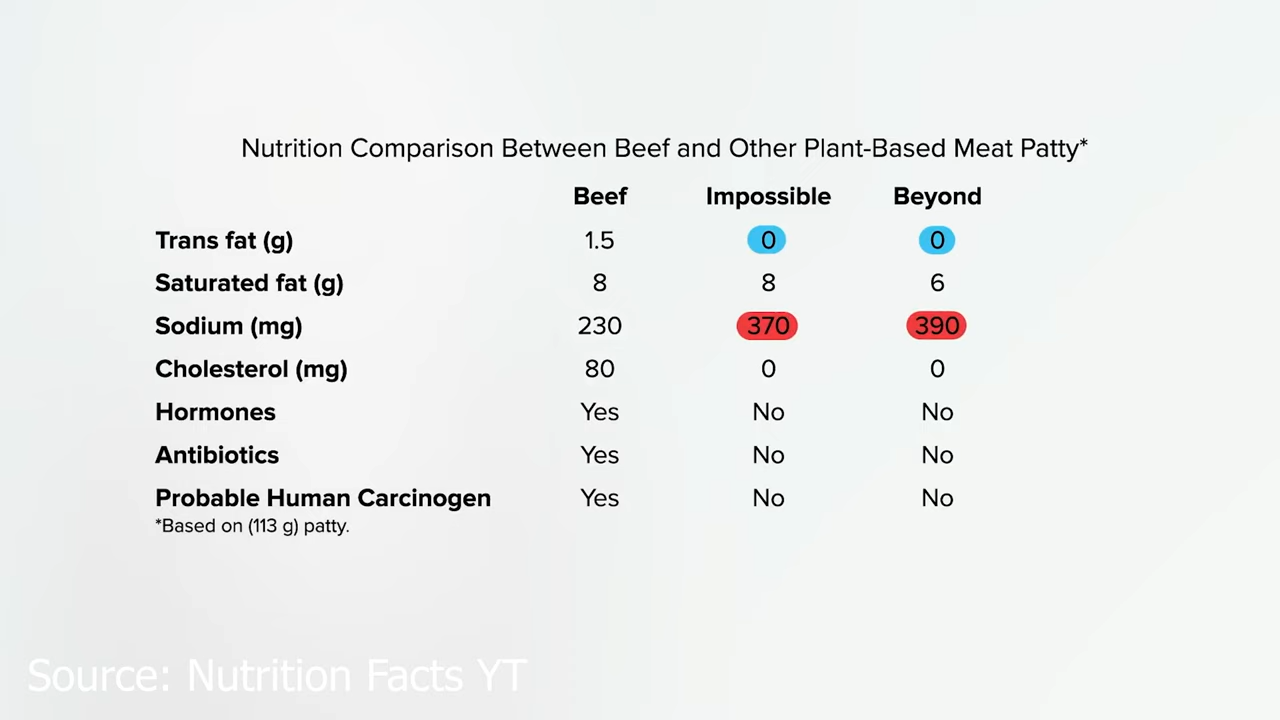 Nutrition Comparison Between Beef and Other Plant-Based Meat Patty*
Beef Impossible Beyond
Trans fat (g) 1.5 0 0
Saturated fat (g) 8 8 6
Sodium (mg) 230 370 390
Cholesterol (mg) 80 0 0
Hormones Yes No No
Antibiotics Yes No No
Probable Human Carcinogen Yes No No
*Based on (113 g) patty.
Source: Nutrition Facts YT